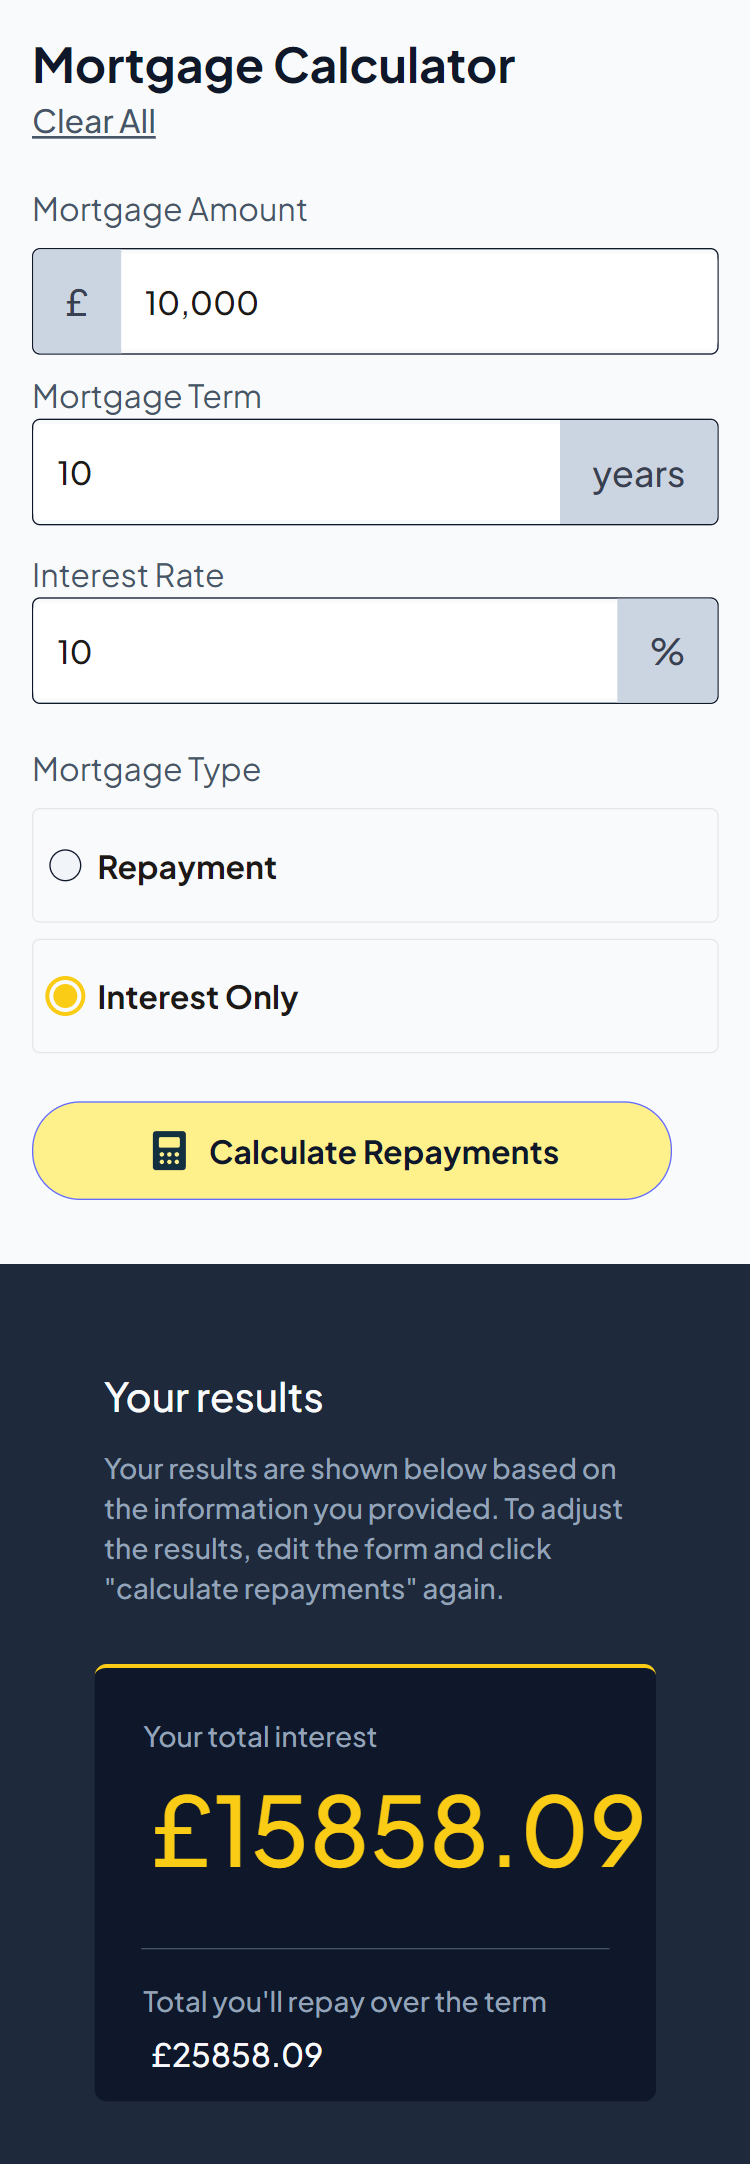 Mortgage Calculator
Clear All
Mortgage Amount
£ 10,000
Mortgage Term
10 years
Interest Rate
10 %
Mortgage Type
Repayment
Interest Only
Calculate Repayments
Your results
Your results are shown below based on
the information you provided. To adjust
the results, edit the form and click
"calculate repayments" again.
Your total interest
£15858.09
Total you'll repay over the term
£25858.09